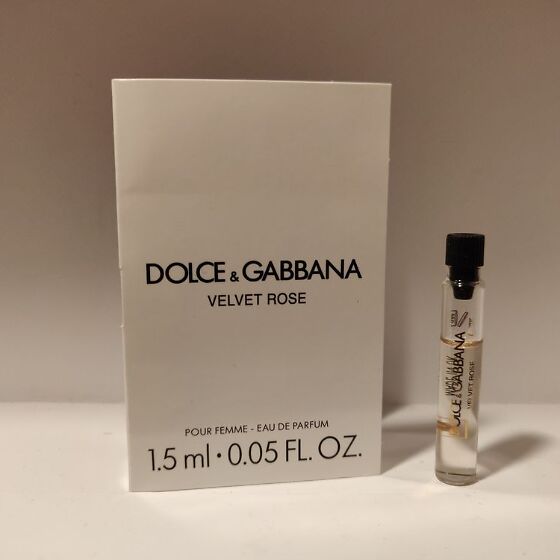 DOLCE & GABBANA
VELVET ROSE
POUR FEMME - EAU DE PARFUM
1.5 ml • 0.05 FL. OZ.
DOLCE & GABBANA
VELVET ROSE